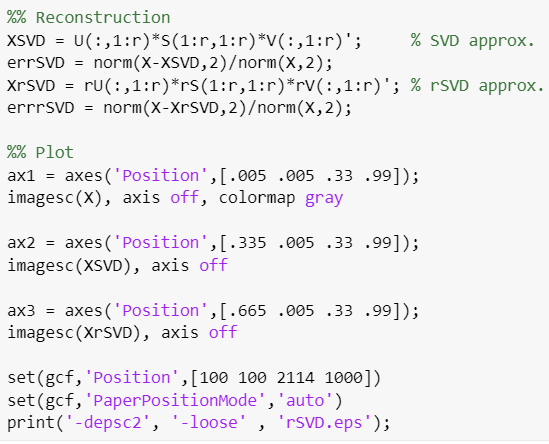 %% Reconstruction
XSVD = U(:,1:r)*S(1:r,1:r)*V(:,1:r)'; % SVD approx.
errSVD = norm(X-XSVD,2)/norm(X,2);
XrSVD = rU(:,1:r)*rS(1:r,1:r)*rV(:,1:r)'; % rSVD approx.
errrSVD = norm(X-XrSVD,2)/norm(X,2);
%% Plot
ax1 = axes('Position',[.005 .005 .33 .99]);
imagesc(X), axis off, colormap gray
ax2 = axes('Position',[.335 .005 .33 .99]);
imagesc(XSVD), axis off
ax3 = axes('Position',[.665 .005 .33 .99]);
imagesc(XrSVD), axis off
set(gcf,'Position',[100 100 2114 1000])
set(gcf,'PaperPositionMode','auto')
print('-depsc2', '-loose' , 'rSVD.eps');